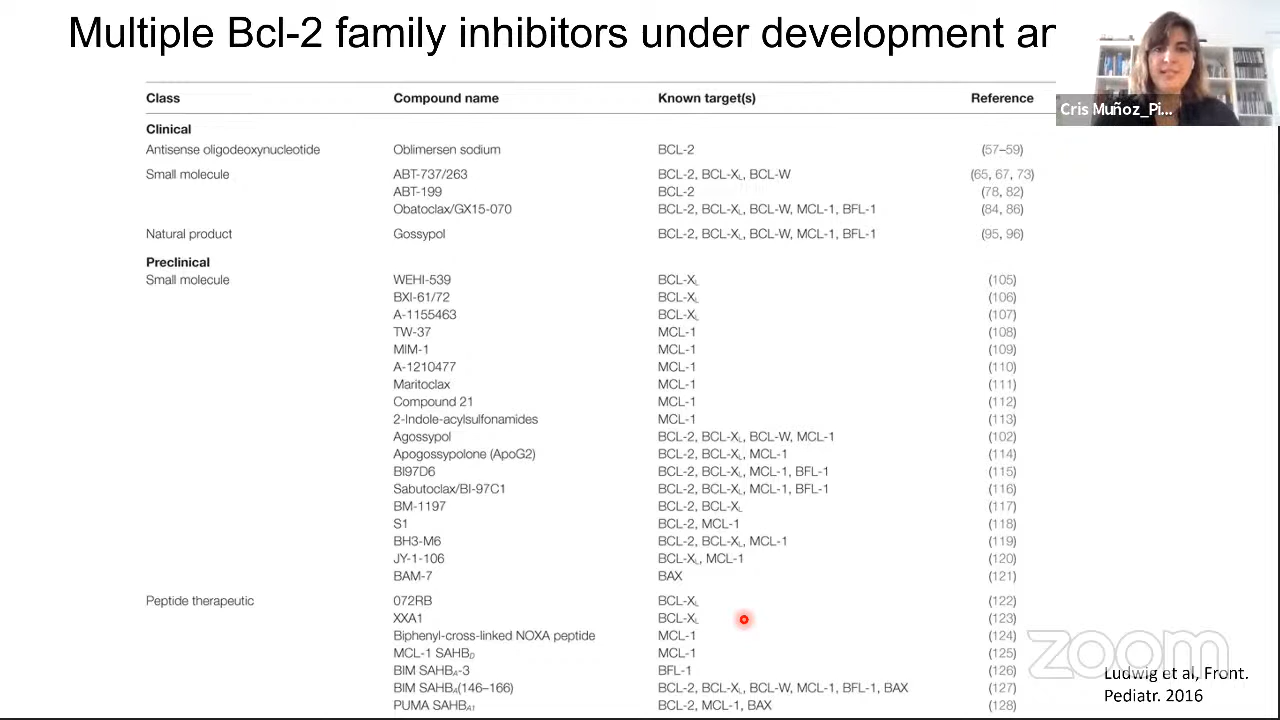 Multiple Bcl-2 family inhibitors under development an
Cris Muñoz_Pi...
Class Compound name Known target(s) Reference
Clinical
Antisense oligodeoxynucleotide Oblimersen sodium BCL-2 (57–59)
Small molecule ABT-737/263 BCL-2, BCL-XL, BCL-W (65, 67, 73)
ABT-199 BCL-2 (78, 82)
Obatoclax/GX15-070 BCL-2, BCL-XL, BCL-W, MCL-1, BFL-1 (84, 86)
Natural product Gossypol BCL-2, BCL-XL, BCL-W, MCL-1, BFL-1 (95, 96)
Preclinical
Small molecule WEHI-539 BCL-XL (105)
BXI-61/72 BCL-XL (106)
A-1155463 BCL-XL (107)
TW-37 MCL-1 (108)
MIM-1 MCL-1 (109)
A-1210477 MCL-1 (110)
Maritoclax MCL-1 (111)
Compound 21 MCL-1 (112)
2-Indole-acylsulfonamides MCL-1 (113)
Agossypol BCL-2, BCL-XL, BCL-W, MCL-1 (102)
Apogossypolone (ApoG2) BCL-2, BCL-XL, MCL-1 (114)
BI97D6 BCL-2, BCL-XL, MCL-1, BFL-1 (115)
Sabutoclax/BI-97C1 BCL-2, BCL-XL, MCL-1, BFL-1 (116)
BM-1197 BCL-2, BCL-XL (117)
S1 BCL-2, MCL-1 (118)
BH3-M6 BCL-2, BCL-XL, MCL-1 (119)
JY-1-106 BCL-XL, MCL-1 (120)
BAM-7 BAX (121)
Peptide therapeutic 072RB BCL-XL (122)
XXA1 BCL-XL (123)
Biphenyl-cross-linked NOXA peptide MCL-1 (124)
MCL-1 SAHBD MCL-1 (125)
BIM SAHBA-3 BFL-1 (126)
BIM SAHBA(146–166) BCL-2, BCL-XL, BCL-W, MCL-1, BFL-1, BAX (127)
PUMA SAHBA1 BCL-2, MCL-1, BAX (128)
zoom
Ludwig et al, Front.
Pediatr. 2016